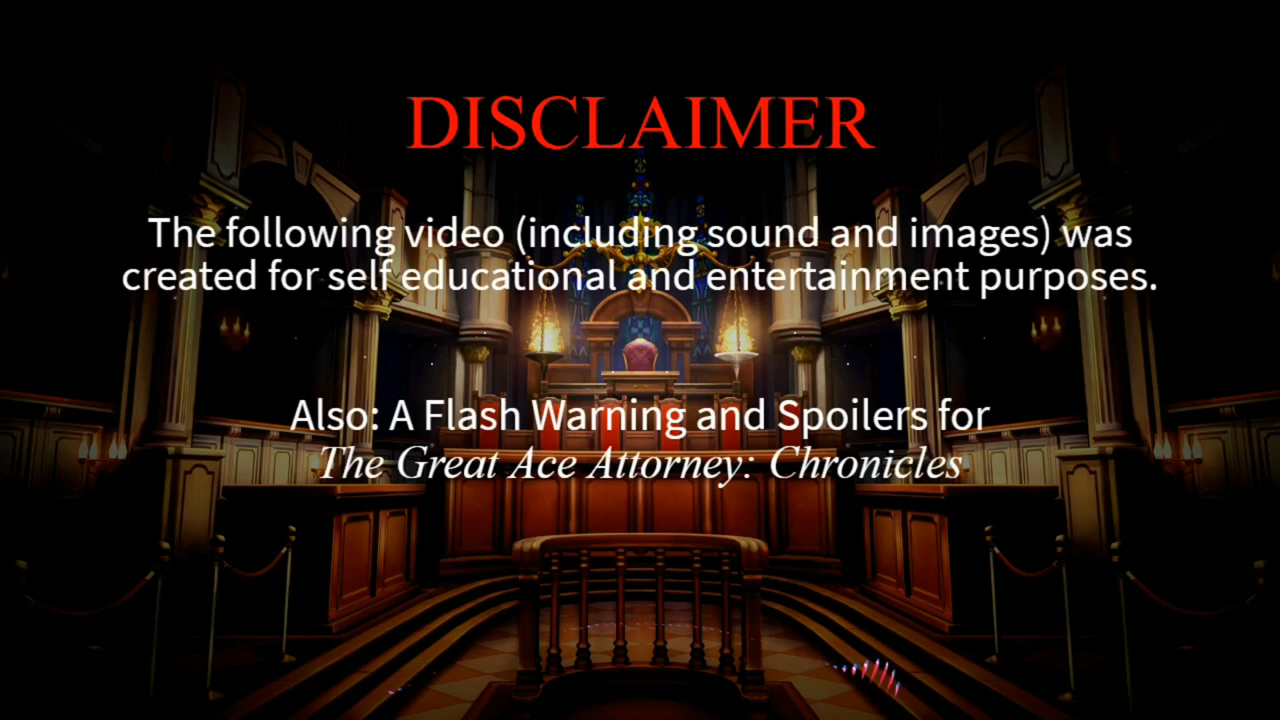 DISCLAIMER
The following video (including sound and images) was
created for self educational and entertainment purposes.
Also: A Flash Warning and Spoilers for
The Great Ace Attorney: Chronicles